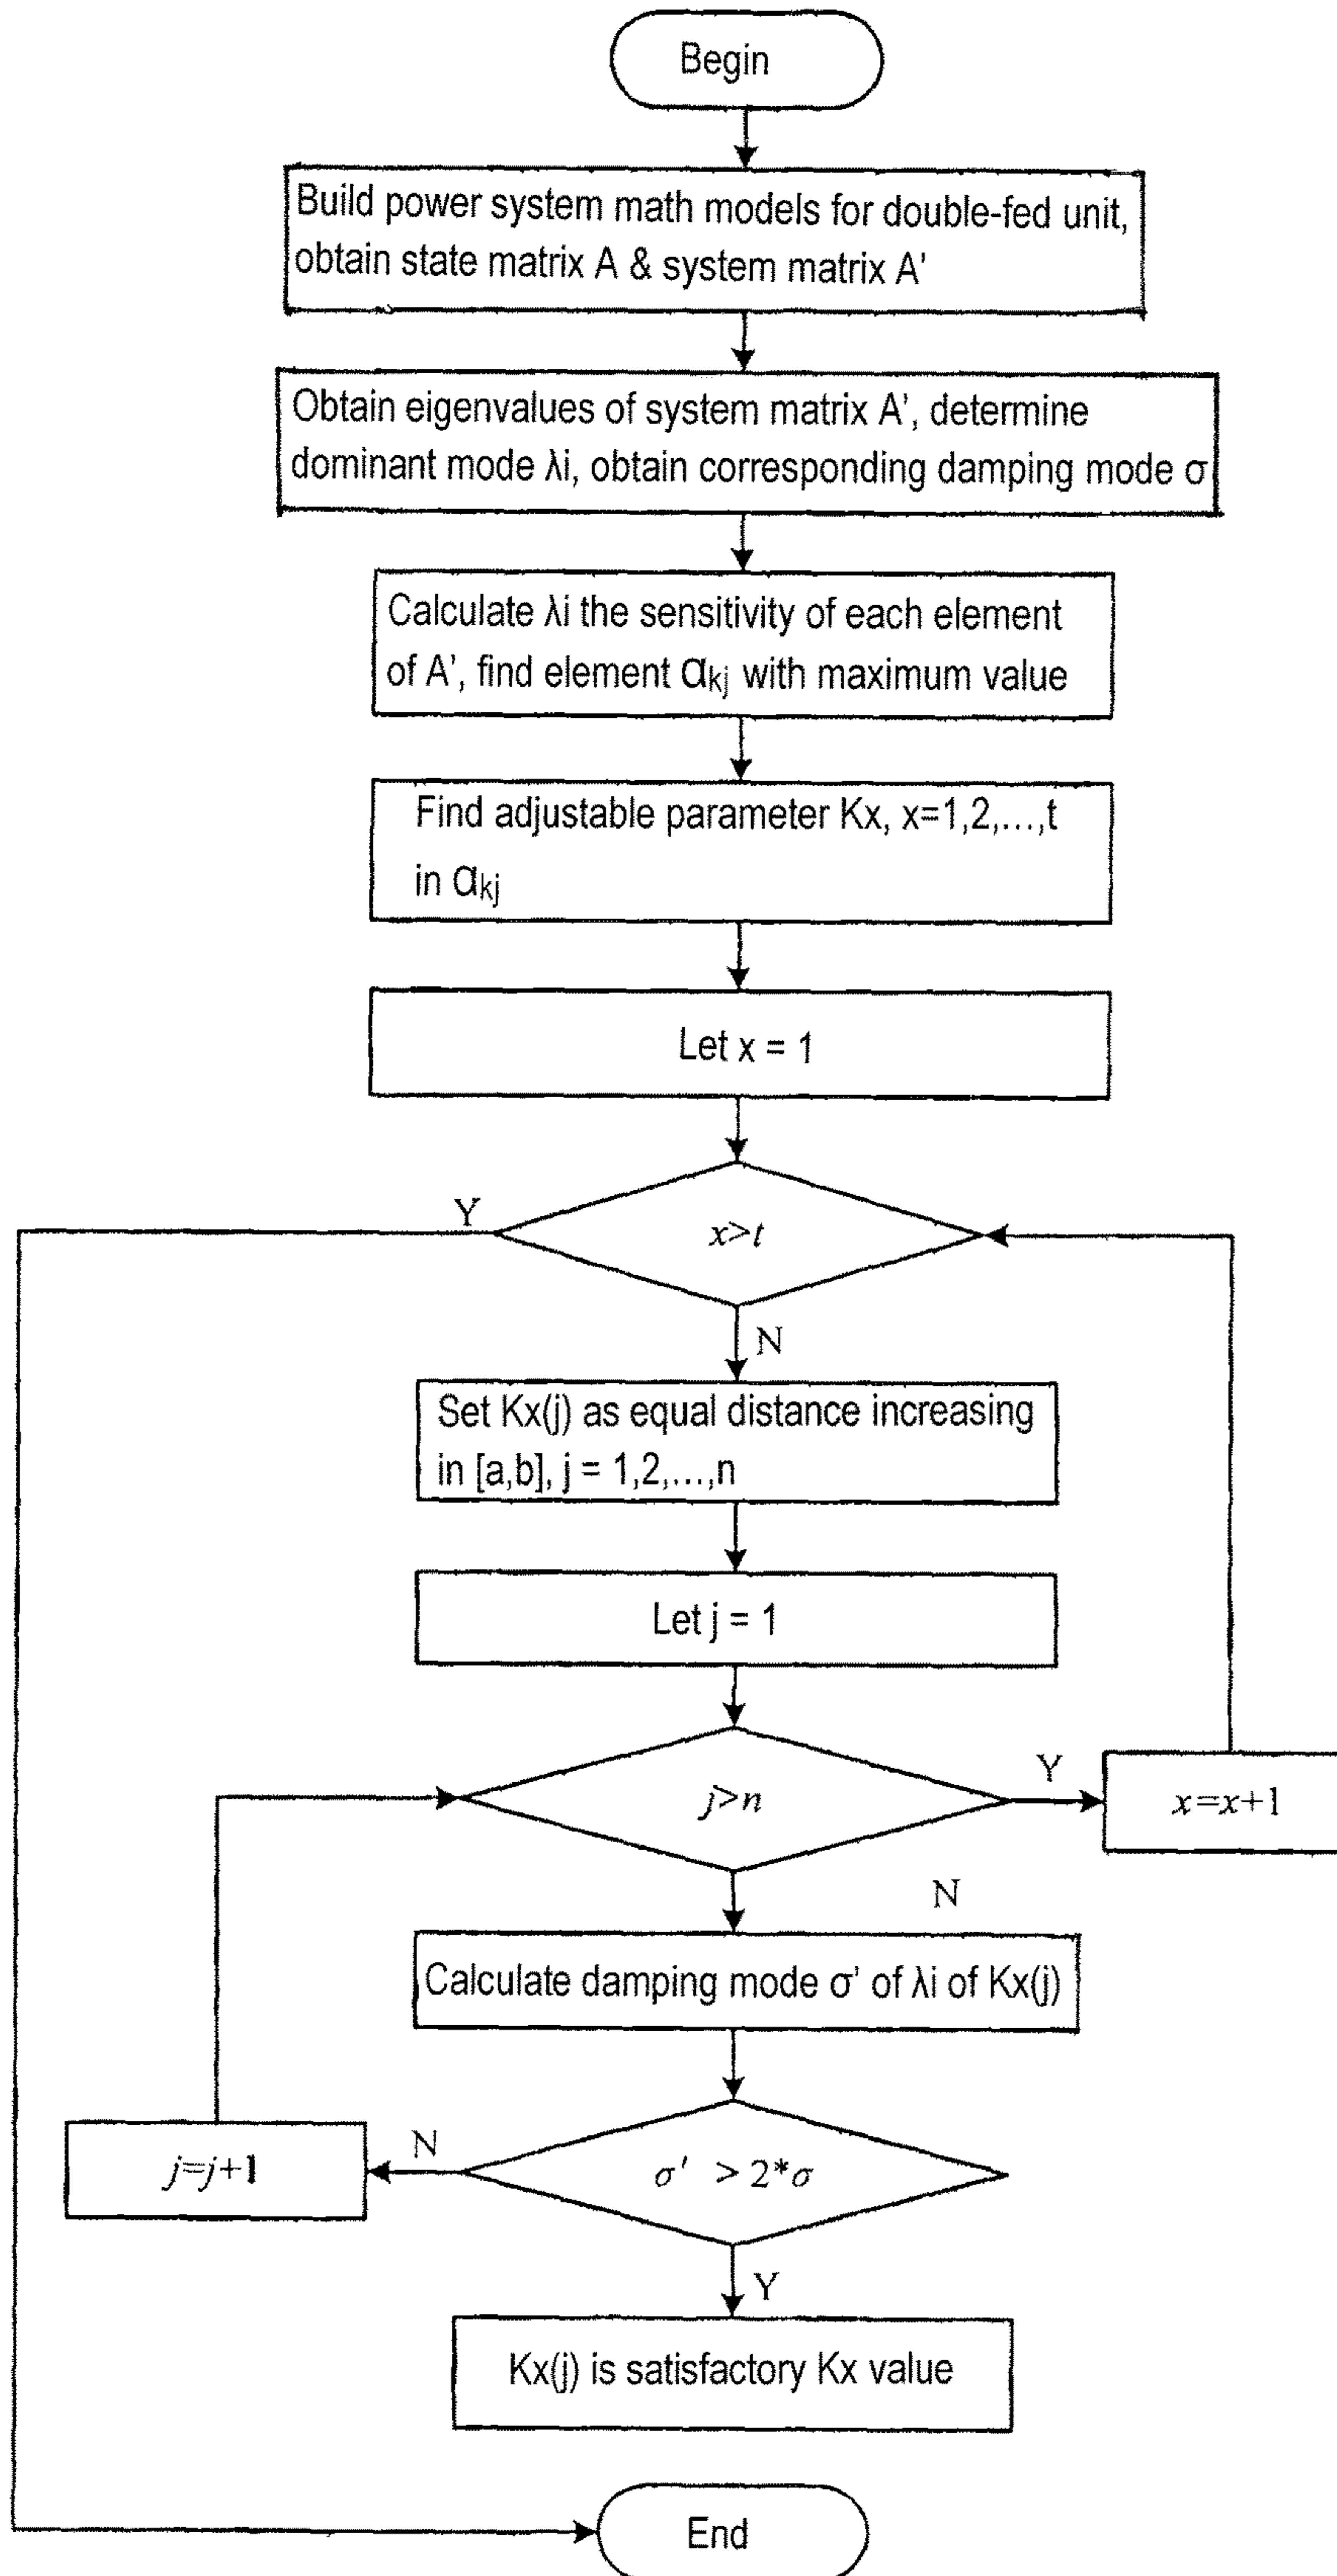 Begin
Build power system math models for double-fed unit,
obtain state matrix A & system matrix A'
Obtain eigenvalues of system matrix A', determine
dominant mode λi, obtain corresponding damping mode σ
Calculate λi the sensitivity of each element
of A', find element αkj with maximum value
Find adjustable parameter Kx, x=1,2,...,t
in αkj
Let x = 1
Y
x>t
N
Set Kx(j) as equal distance increasing
in [a,b], j = 1,2,...,n
Let j = 1
j>n
Y
x=x+1
N
Calculate damping mode σ' of λi of Kx(j)
j=j+1
N
σ' >2*σ
Y
Kx(j) is satisfactory Kx value
End